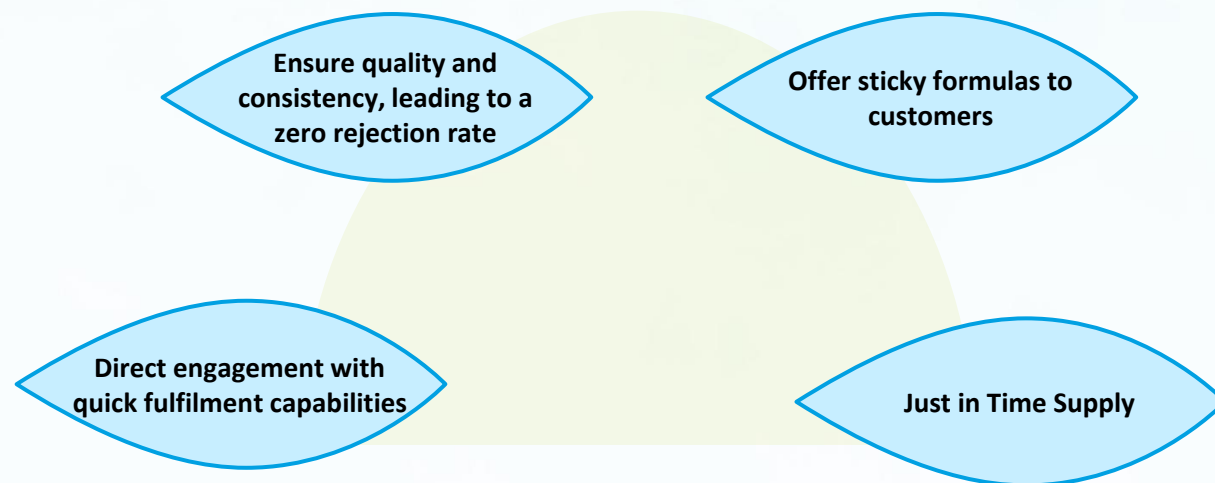 Ensure quality and
consistency, leading to a
zero rejection rate
Offer sticky formulas to
customers
Direct engagement with
quick fulfilment capabilities
Just in Time Supply